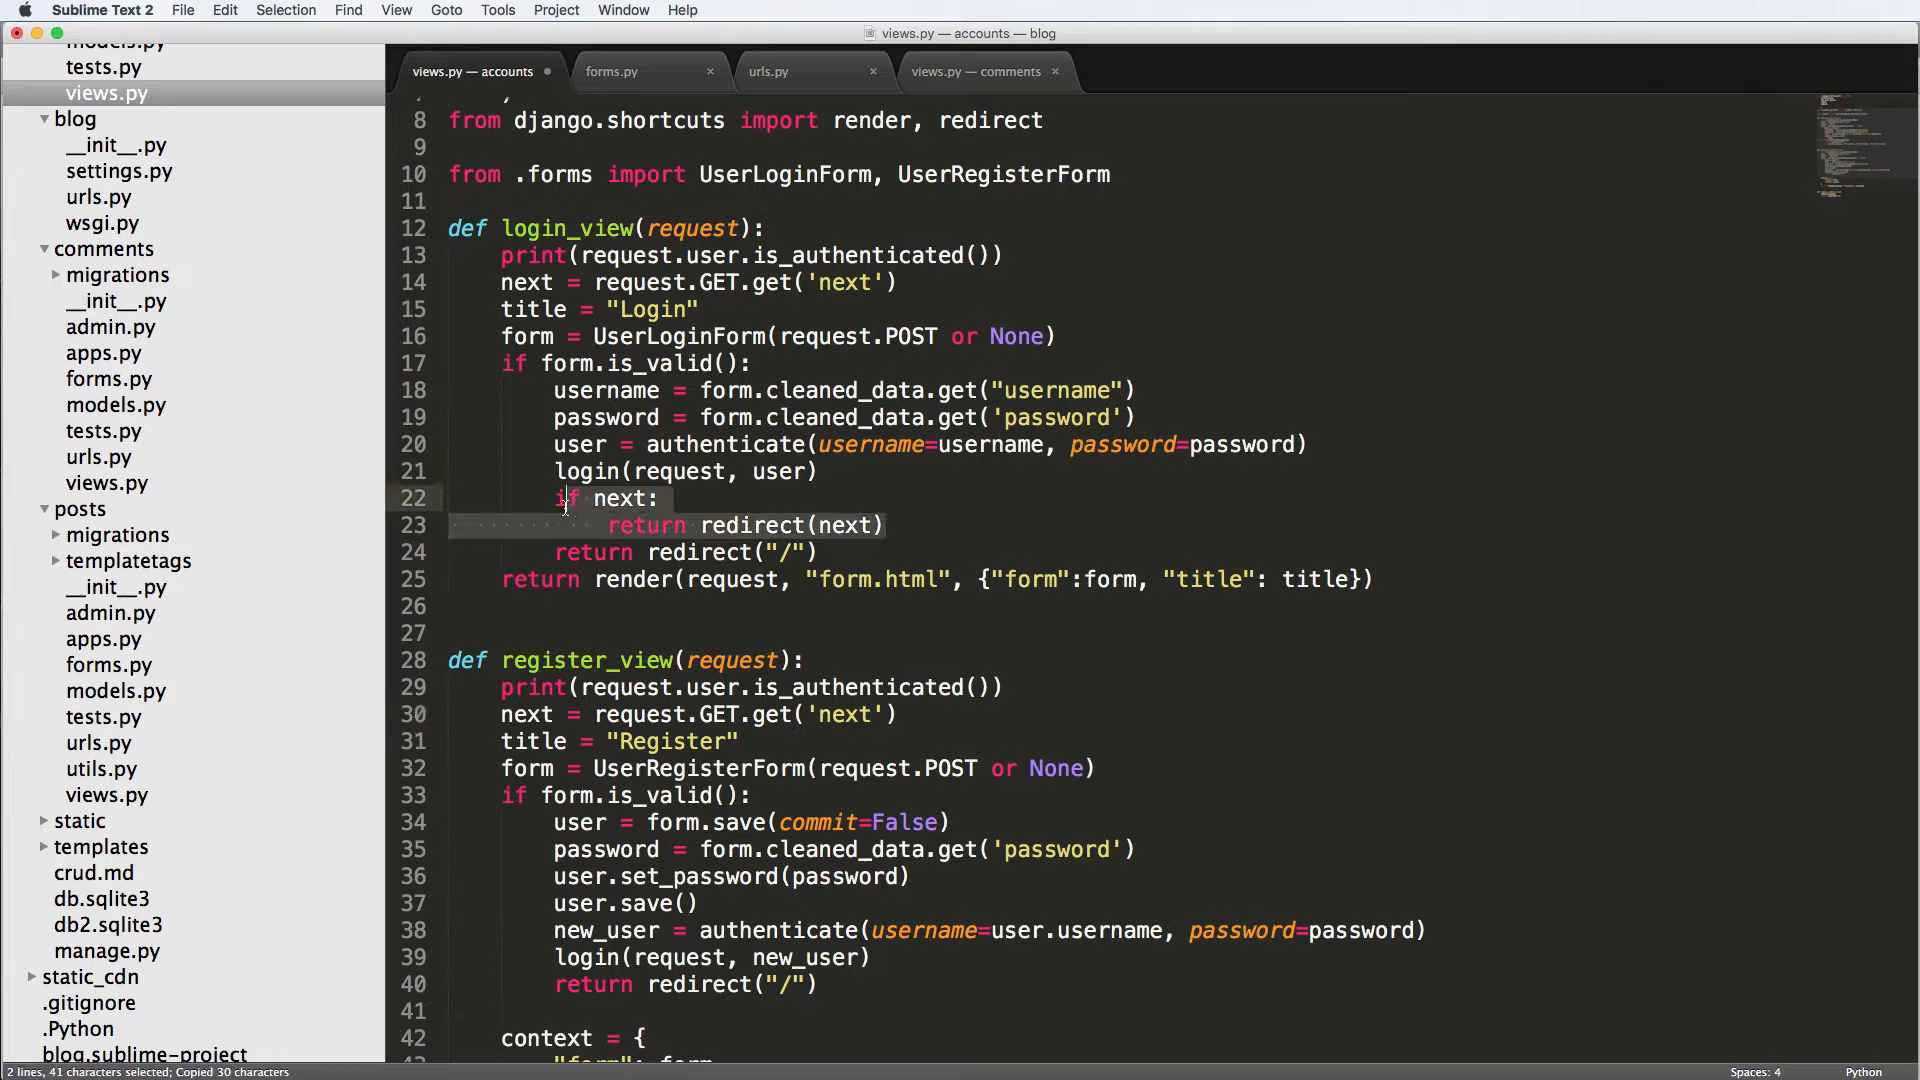 Sublime Text 2 File Edit Selection Find View Goto Tools Project Window Help
views.py — accounts — blog
models.py
tests.py
views.py
blog
__init__.py
settings.py
urls.py
wsgi.py
comments
migrations
__init__.py
admin.py
apps.py
forms.py
models.py
tests.py
urls.py
views.py
posts
migrations
templatetags
__init__.py
admin.py
apps.py
forms.py
models.py
tests.py
urls.py
utils.py
views.py
static
templates
crud.md
db.sqlite3
db2.sqlite3
manage.py
static_cdn
.gitignore
.Python
blog.sublime-project
views.py — accounts forms.py × urls.py × views.py — comments ×
8 from django.shortcuts import render, redirect
9
10 from .forms import UserLoginForm, UserRegisterForm
11
12 def login_view(request):
13 print(request.user.is_authenticated())
14 next = request.GET.get('next')
15 title = "Login"
16 form = UserLoginForm(request.POST or None)
17 if form.is_valid():
18 username = form.cleaned_data.get("username")
19 password = form.cleaned_data.get('password')
20 user = authenticate(username=username, password=password)
21 login(request, user)
22 if next:
23 return redirect(next)
24 return redirect("/")
25 return render(request, "form.html", {"form":form, "title": title})
26
27
28 def register_view(request):
29 print(request.user.is_authenticated())
30 next = request.GET.get('next')
31 title = "Register"
32 form = UserRegisterForm(request.POST or None)
33 if form.is_valid():
34 user = form.save(commit=False)
35 password = form.cleaned_data.get('password')
36 user.set_password(password)
37 user.save()
38 new_user = authenticate(username=user.username, password=password)
39 login(request, new_user)
40 return redirect("/")
41
42 context = {
"form": form
2 lines, 41 characters selected; Copied 30 characters
Spaces: 4 Python